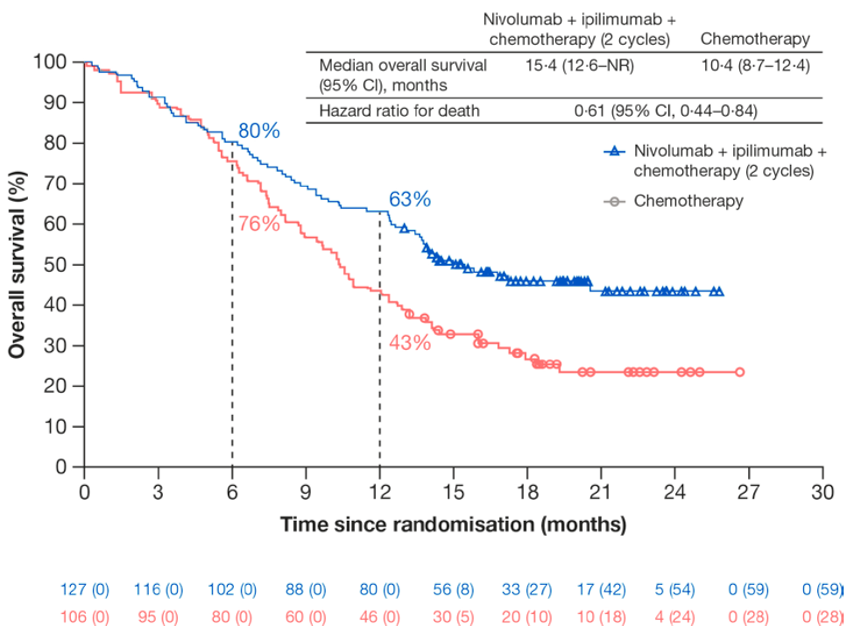 Nivolumab + ipilimumab +
chemotherapy (2 cycles) Chemotherapy
Median overall survival 15·4 (12·6–NR) 10·4 (8·7–12·4)
(95% CI), months
Hazard ratio for death 0·61 (95% CI, 0·44–0·84)
Nivolumab + ipilimumab +
chemotherapy (2 cycles)
Chemotherapy
Overall survival (%)
100
90
80
70
60
50
40
30
20
10
0
80%
76%
63%
43%
0 3 6 9 12 15 18 21 24 27 30
Time since randomisation (months)
127 (0) 116 (0) 102 (0) 88 (0) 80 (0) 56 (8) 33 (27) 17 (42) 5 (54) 0 (59) 0 (59)
106 (0) 95 (0) 80 (0) 60 (0) 46 (0) 30 (5) 20 (10) 10 (18) 4 (24) 0 (28) 0 (28)